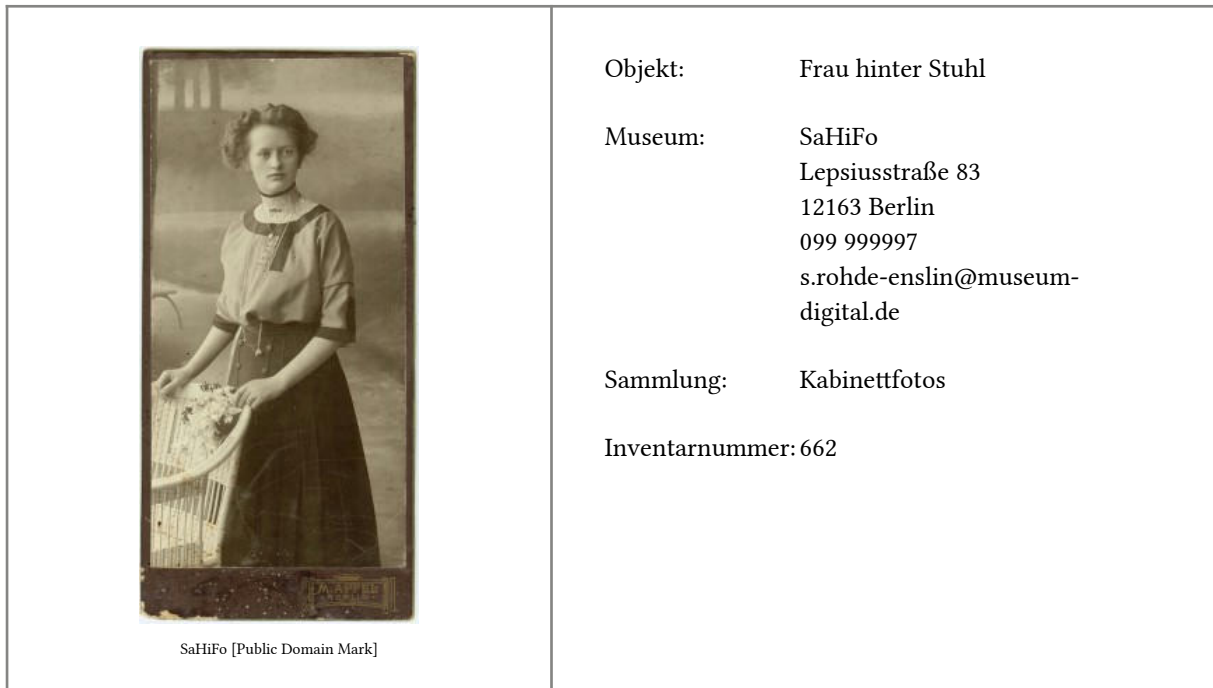 M. APPEL
SaHiFo [Public Domain Mark]
Objekt: Frau hinter Stuhl
Museum: SaHiFo
Lepsiusstraße 83
12163 Berlin
099 999997
s.rohde-enslin@museum-
digital.de
Sammlung: Kabinettfotos
Inventarnummer: 662